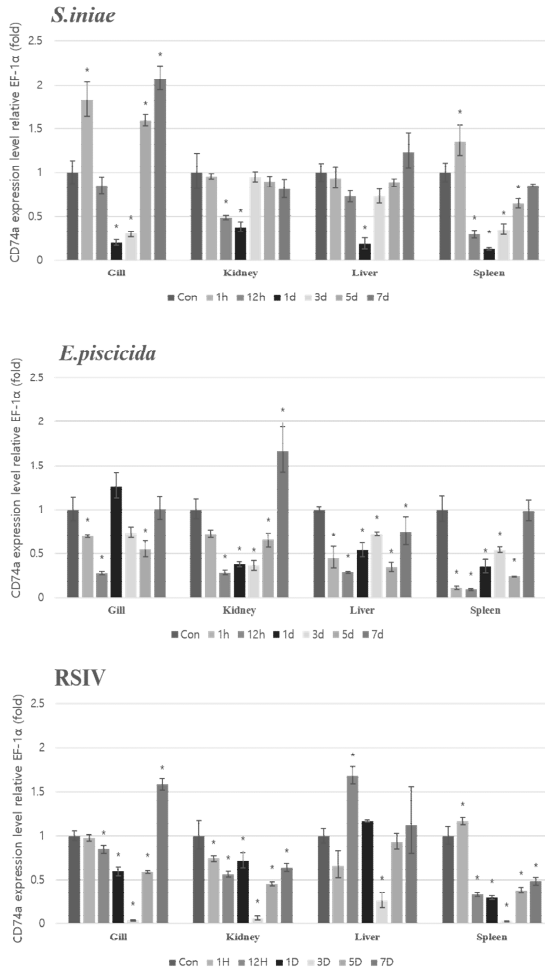 S.iniae
CD74a expression level relative EF-1α (fold)
2.5
2
1.5
1
0.5
0
* * * * * * * * * * * *
Gill Kidney Liver Spleen
Con 1h 12h 1d 3d 5d 7d
E.piscicida
CD74a expression level relative EF-1α (fold)
2.5
2
1.5
1
0.5
0
* * * * * * * * * * * * * * * * * * *
Gill Kidney Liver Spleen
Con 1h 12h 1d 3d 5d 7d
RSIV
CD74a expression level relative EF-1α (fold)
2.5
2
1.5
1
0.5
0
* * * * * * * * * * * * * * * * * * *
Gill Kidney Liver Spleen
Con 1H 12H 1D 3D 5D 7D